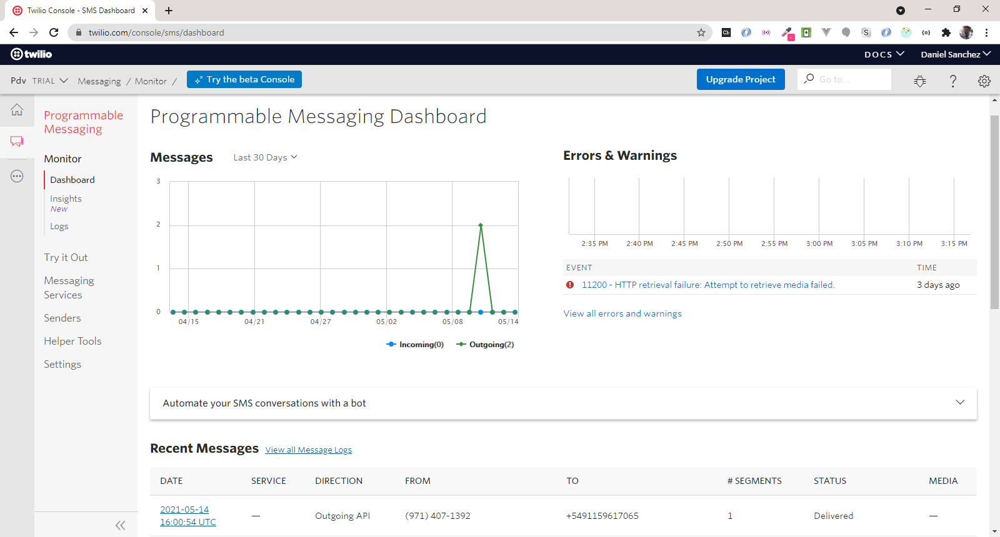 Twilio Console - SMS Dashboard
twilio.com/console/sms/dashboard
twilio
DOCS
Daniel Sanchez
Pdv TRIAL
Messaging / Monitor /
Try the beta Console
Upgrade Project
Go to...
Programmable
Messaging
Monitor
Dashboard
Insights
New
Logs
Try it Out
Messaging
Services
Senders
Helper Tools
Settings
Programmable Messaging Dashboard
Messages
Last 30 Days
3
2
1
0
04/15 04/21 04/27 05/02 05/08 05/14
Incoming(0) Outgoing(2)
Errors & Warnings
2:35 PM 2:40 PM 2:45 PM 2:50 PM 2:55 PM 3:00 PM 3:05 PM 3:10 PM 3:15 PM
EVENT TIME
11200 - HTTP retrieval failure: Attempt to retrieve media failed. 3 days ago
View all errors and warnings
Automate your SMS conversations with a bot
Recent Messages View all Message Logs
DATE SERVICE DIRECTION FROM TO # SEGMENTS STATUS MEDIA
2021-05-14
16:00:54 UTC — Outgoing API (971) 407-1392 +5491159617065 1 Delivered —